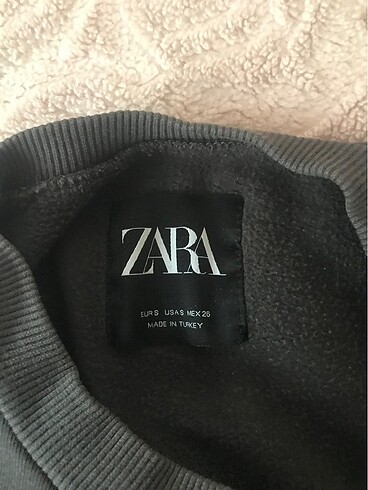 ZARA
EUR S USA S MEX 26
MADE IN TURKEY